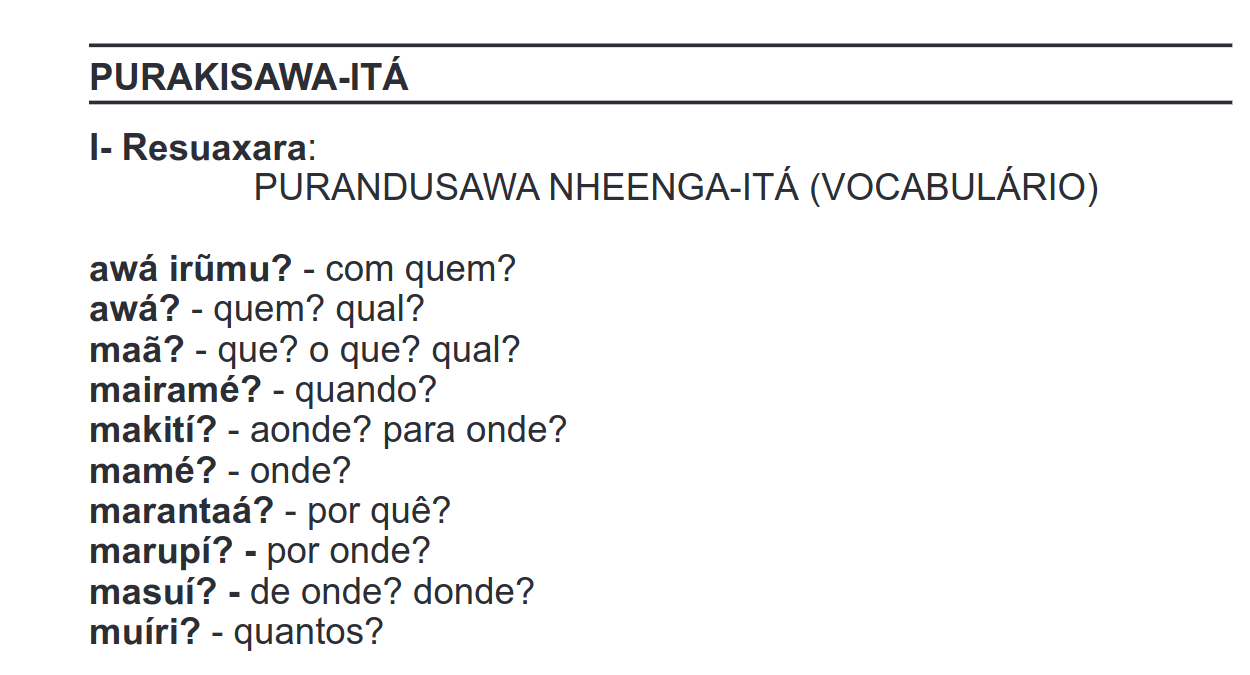 PURAKISAWA-ITÁ
I- Resuaxara:
PURANDUSAWA NHEENGA-ITÁ (VOCABULÁRIO)
awá irũmu? - com quem?
awá? - quem? qual?
maã? - que? o que? qual?
mairamé? - quando?
makití? - aonde? para onde?
mamé? - onde?
marantaá? - por quê?
marupí? - por onde?
masuí? - de onde? donde?
muíri? - quantos?